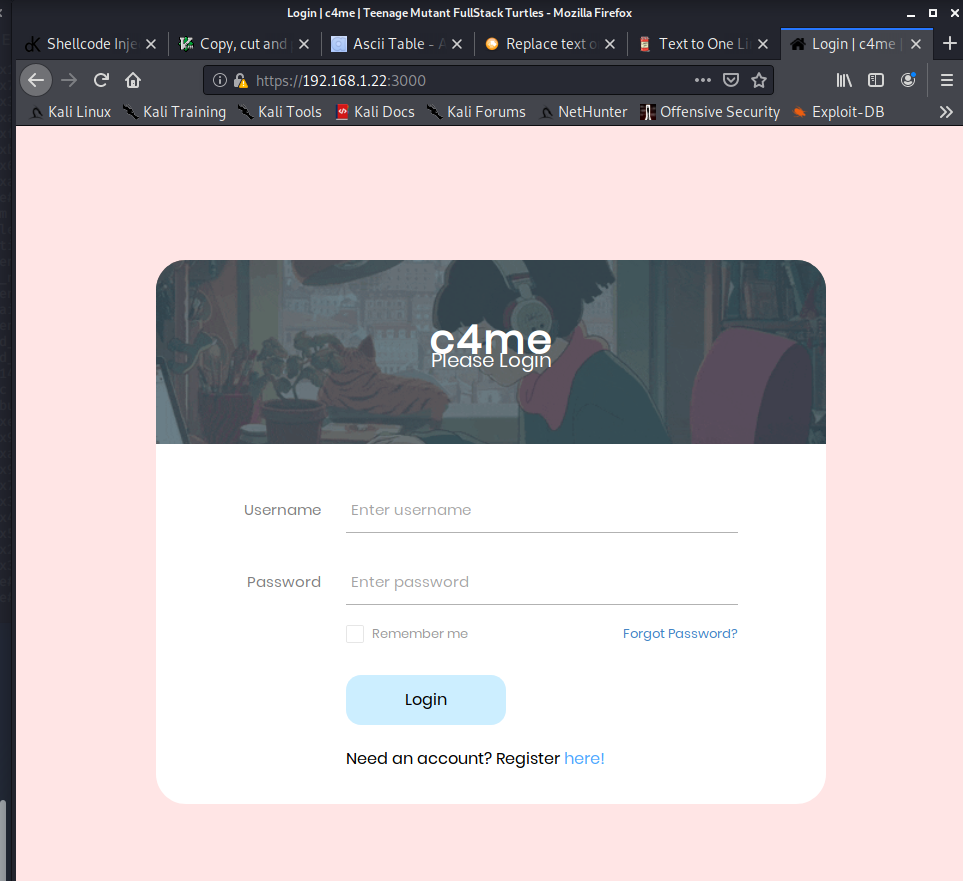 Login | c4me | Teenage Mutant FullStack Turtles - Mozilla Firefox
Shellcode Inje Copy, cut and Ascii Table - Replace text o Text to One Li Login | c4me |
https://192.168.1.22:3000
Kali Linux Kali Training Kali Tools Kali Docs Kali Forums NetHunter Offensive Security Exploit-DB
c4me
Please Login
Username Enter username
Password Enter password
Remember me Forgot Password?
Login
Need an account? Register here!